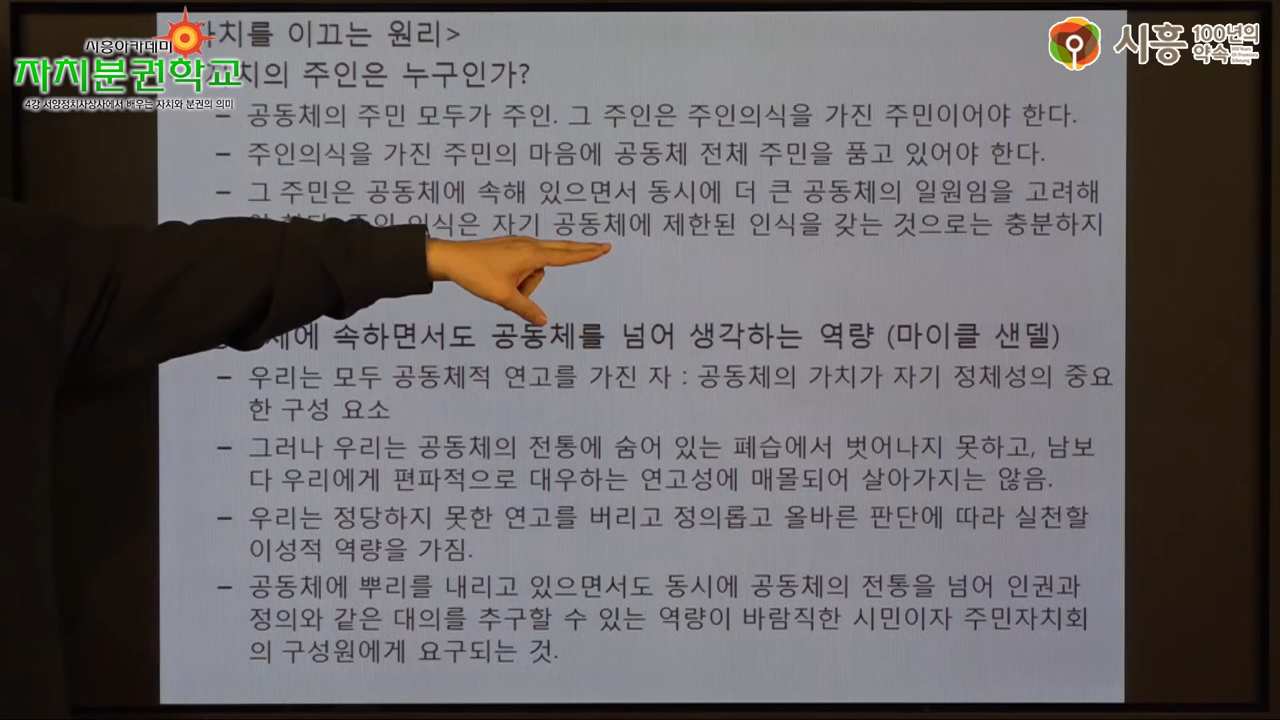 시흥아카데미
자치분권학교
4강 서양정치사상사에서 배우는 자치와 분권의 의미
시흥 100년의 약속
자치를 이끄는 원리>
치의 주인은 누구인가?
– 공동체의 주민 모두가 주인. 그 주인은 주인의식을 가진 주민이어야 한다.
– 주인의식을 가진 주민의 마음에 공동체 전체 주민을 품고 있어야 한다.
– 그 주민은 공동체에 속해 있으면서 동시에 더 큰 공동체의 일원임을 고려해
의식은 자기 공동체에 제한된 인식을 갖는 것으로는 충분하지
체에 속하면서도 공동체를 넘어 생각하는 역량 (마이클 샌델)
– 우리는 모두 공동체적 연고를 가진 자 : 공동체의 가치가 자기 정체성의 중요
한 구성 요소
– 그러나 우리는 공동체의 전통에 숨어 있는 폐습에서 벗어나지 못하고, 남보
다 우리에게 편파적으로 대우하는 연고성에 매몰되어 살아가지는 않음.
– 우리는 정당하지 못한 연고를 버리고 정의롭고 올바른 판단에 따라 실천할
이성적 역량을 가짐.
– 공동체에 뿌리를 내리고 있으면서도 동시에 공동체의 전통을 넘어 인권과
정의와 같은 대의를 추구할 수 있는 역량이 바람직한 시민이자 주민자치회
의 구성원에게 요구되는 것.